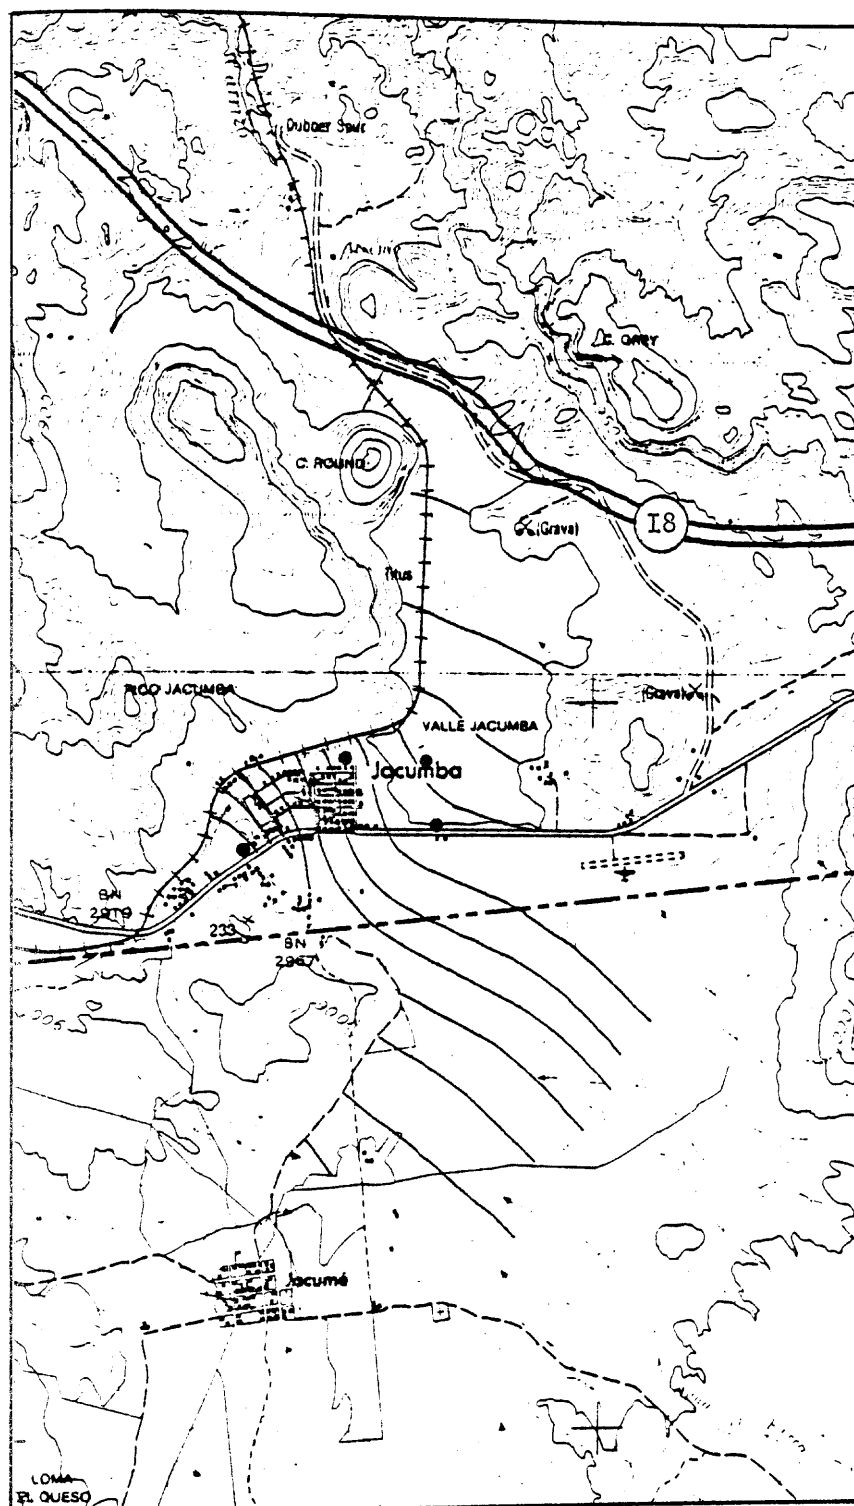 Dubber Spur
C. GREY
C. ROUND
(Grava)
I8
Titus
PICO JACUMBA
(Grava)
VALLE JACUMBA
Jacumba
BN
2919
233
BN
2967
Jacumé
LOMA
EL QUESO